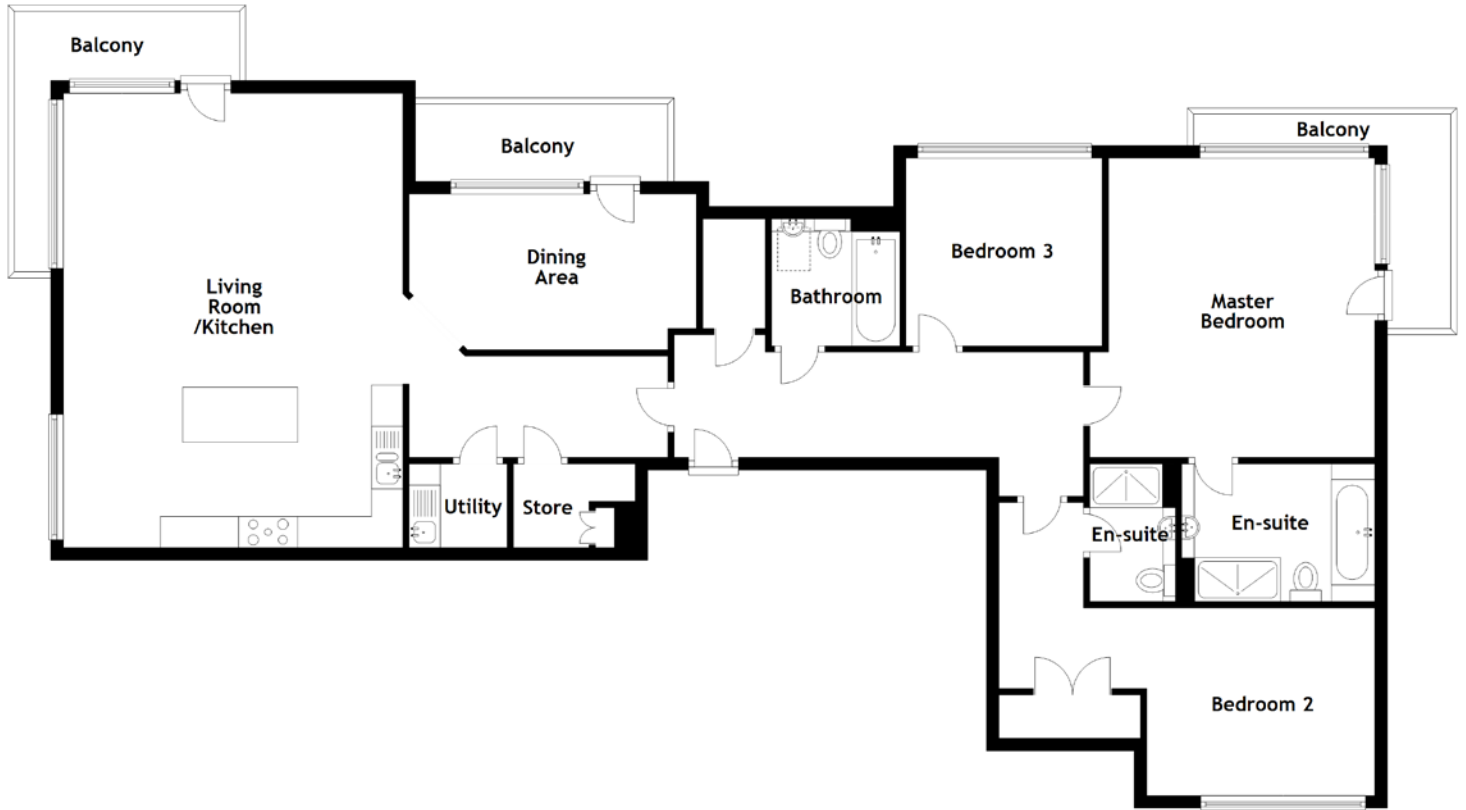 Balcony
Balcony
Balcony
Living
Room
/Kitchen
Dining
Area
Bathroom
Bedroom 3
Master
Bedroom
Utility
Store
En-suite
En-suite
Bedroom 2